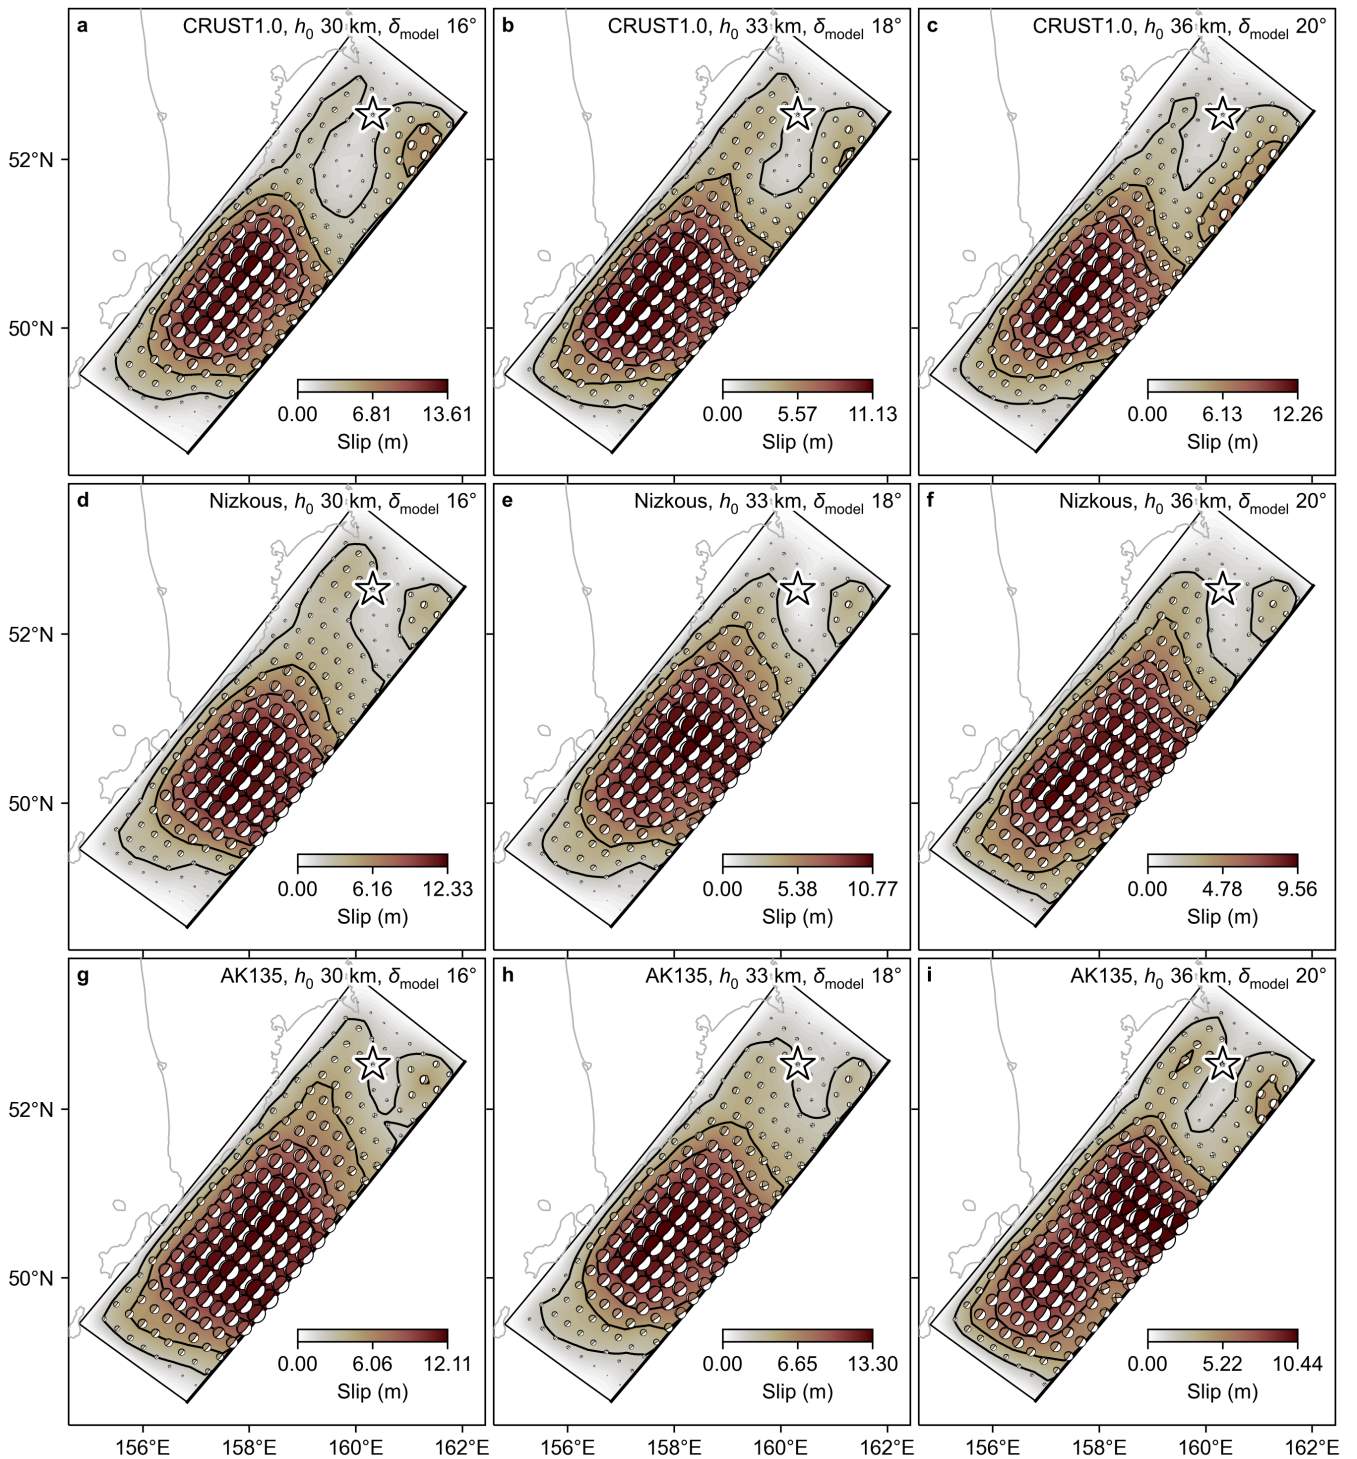 a CRUST1.0, h₀ 30 km, δmodel 16°
b CRUST1.0, h₀ 33 km, δmodel 18°
c CRUST1.0, h₀ 36 km, δmodel 20°
52°N
50°N
0.00 6.81 13.61
Slip (m)
0.00 5.57 11.13
Slip (m)
0.00 6.13 12.26
Slip (m)
d Nizkous, h₀ 30 km, δmodel 16°
e Nizkous, h₀ 33 km, δmodel 18°
f Nizkous, h₀ 36 km, δmodel 20°
52°N
50°N
0.00 6.16 12.33
Slip (m)
0.00 5.38 10.77
Slip (m)
0.00 4.78 9.56
Slip (m)
g AK135, h₀ 30 km, δmodel 16°
h AK135, h₀ 33 km, δmodel 18°
i AK135, h₀ 36 km, δmodel 20°
52°N
50°N
0.00 6.06 12.11
Slip (m)
0.00 6.65 13.30
Slip (m)
0.00 5.22 10.44
Slip (m)
156°E 158°E 160°E 162°E
156°E 158°E 160°E 162°E
156°E 158°E 160°E 162°E